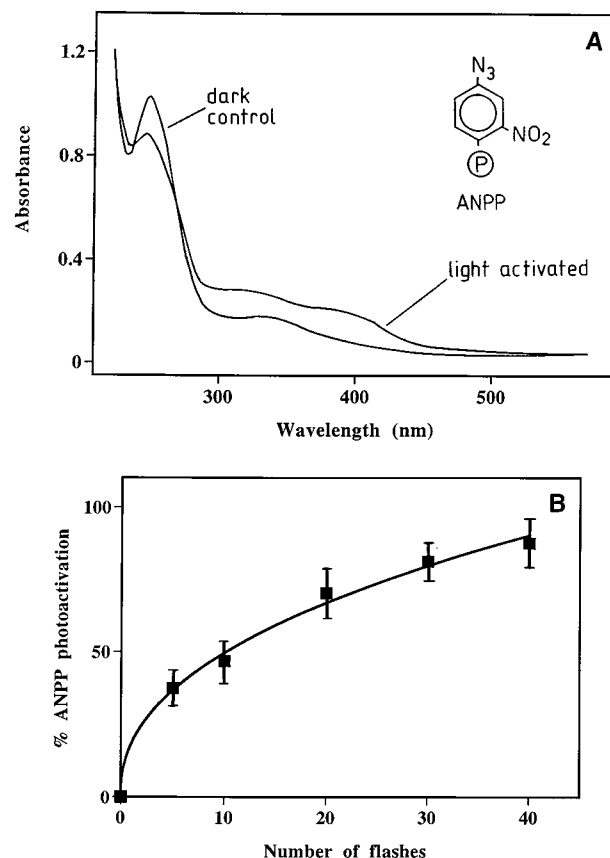 A
1.2
0.8
0.4
0
Absorbance
dark
control
N3
NO2
P
ANPP
light activated
300
400
500
Wavelength (nm)
B
100
50
0
% ANPP photoactivation
0
10
20
30
40
Number of flashes